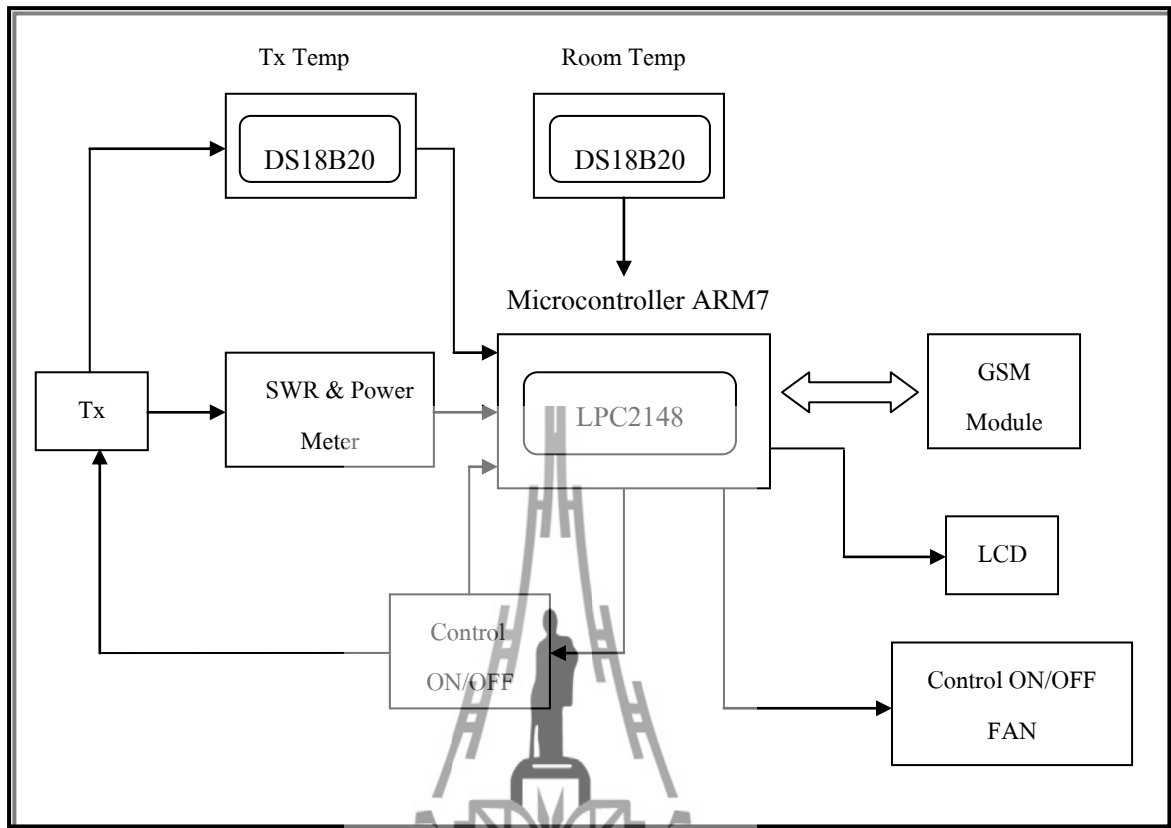 Tx Temp
Room Temp
DS18B20
DS18B20
Microcontroller ARM7
Tx
SWR & Power
Meter
LPC2148
GSM
Module
LCD
Control
ON/OFF
Control ON/OFF
FAN